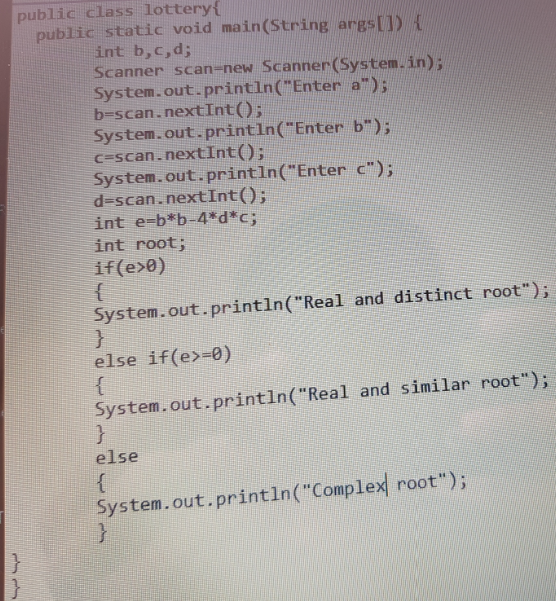 public class lottery{
public static void main(String args[]) {
int b,c,d;
Scanner scan=new Scanner(System.in);
System.out.println("Enter a");
b=scan.nextInt();
System.out.println("Enter b");
c=scan.nextInt();
System.out.println("Enter c");
d=scan.nextInt();
int e=b*b-4*d*c;
int root;
if(e>0)
{
System.out.println("Real and distinct root");
}
else if(e>=0)
{
System.out.println("Real and similar root");
}
else
{
System.out.println("Complex root");
}
}
}